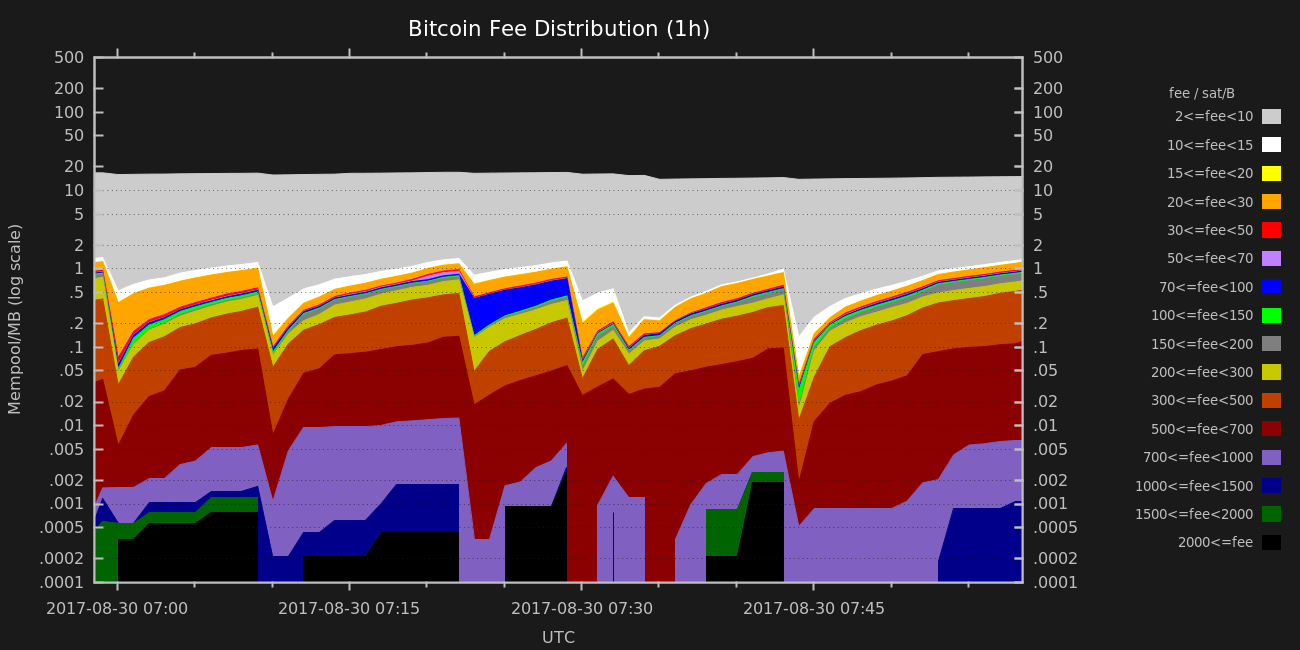 Bitcoin Fee Distribution (1h)
500
200
100
50
20
10
5
2
1
.5
.2
.1
.05
.02
.01
.005
.002
.001
.0005
.0002
.0001
Mempool/MB (log scale)
500
200
100
50
20
10
5
2
1
.5
.2
.1
.05
.02
.01
.005
.002
.001
.0005
.0002
.0001
2017-08-30 07:00
2017-08-30 07:15
2017-08-30 07:30
2017-08-30 07:45
UTC
fee / sat/B
2<=fee<10
10<=fee<15
15<=fee<20
20<=fee<30
30<=fee<50
50<=fee<70
70<=fee<100
100<=fee<150
150<=fee<200
200<=fee<300
300<=fee<500
500<=fee<700
700<=fee<1000
1000<=fee<1500
1500<=fee<2000
2000<=fee